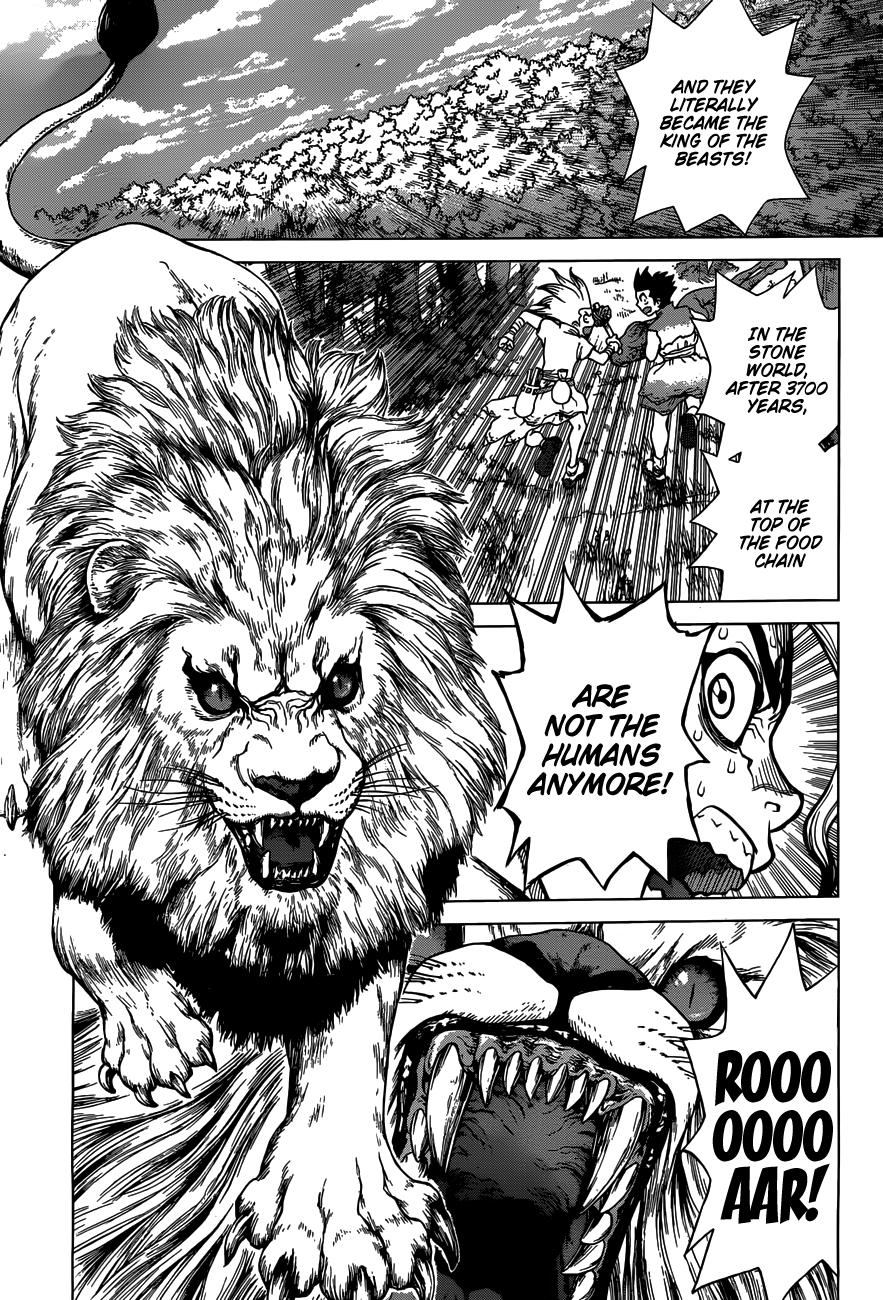 AND THEY
LITERALLY
BECAME THE
KING OF THE
BEASTS!
IN THE
STONE
WORLD,
AFTER 3700
YEARS,
AT THE
TOP OF
THE FOOD
CHAIN
ARE
NOT THE
HUMANS
ANYMORE!
ROOO
OOOO
AAR!